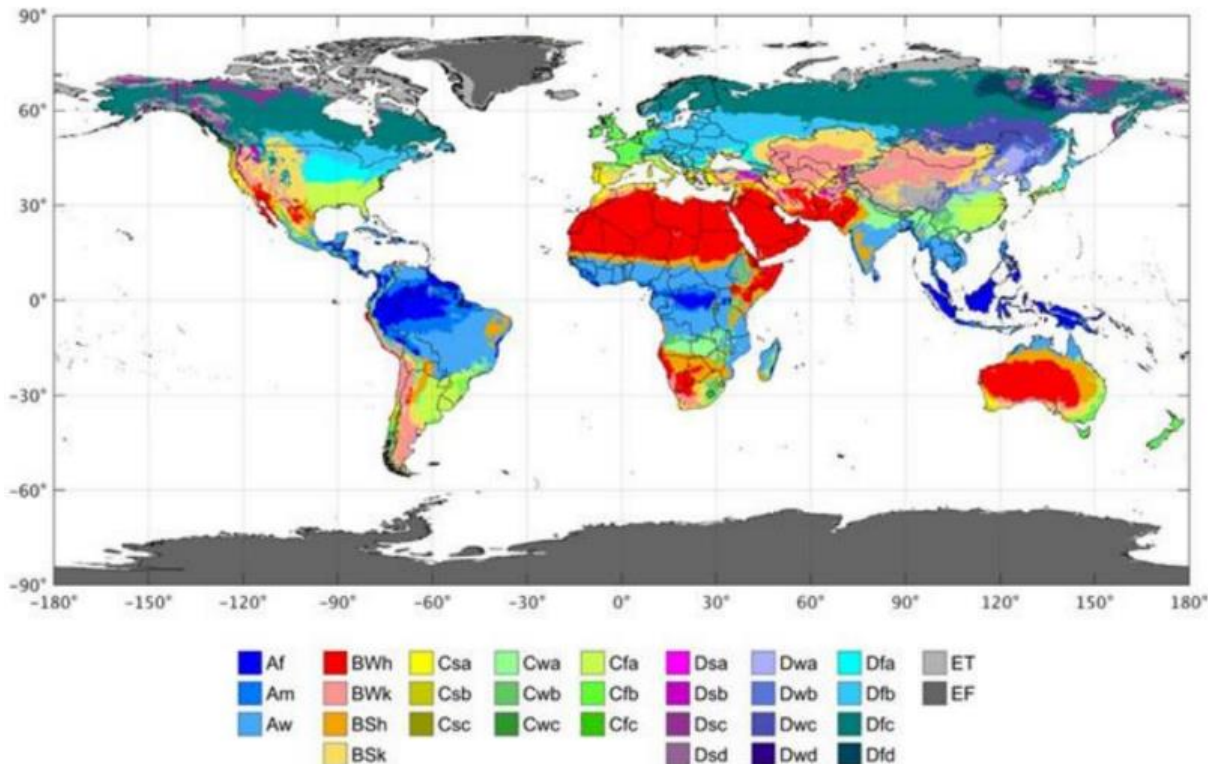 90°
60°
30°
0°
−30°
−60°
−90°
−180° −150° −120° −90° −60° −30° 0° 30° 60° 90° 120° 150° 180°
Af BWh Csa Cwa Cfa Dsa Dwa Dfa ET
Am BWk Csb Cwb Cfb Dsb Dwb Dfb EF
Aw BSh Csc Cwc Cfc Dsc Dwc Dfc
BSk Dsd Dwd Dfd